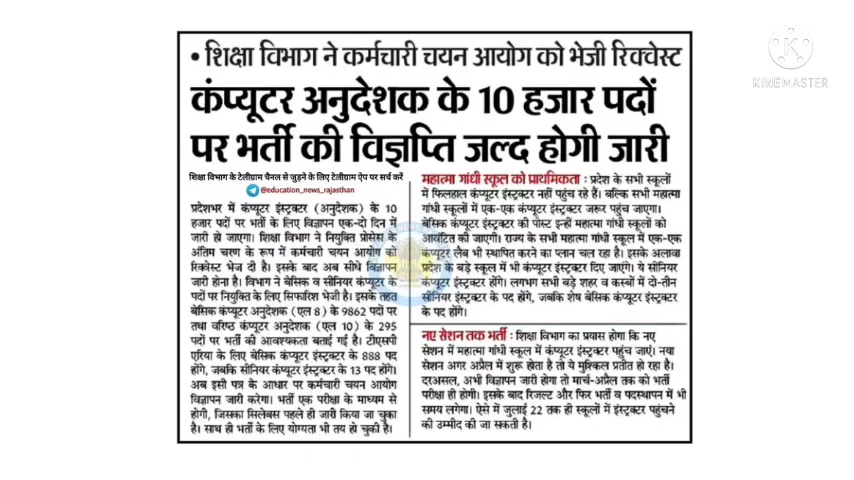 • शिक्षा विभाग ने कर्मचारी चयन आयोग को भेजी रिक्वेस्ट
कंप्यूटर अनुदेशक के 10 हजार पदों
पर भर्ती की विज्ञप्ति जल्द होगी जारी
शिक्षा विभाग के टेलीग्राम चैनल से जुड़ने के लिए टेलीग्राम ऐप पर सर्च करें
@education_news_rajasthan
प्रदेशभर में कंप्यूटर इंस्ट्रक्टर (अनुदेशक) के 10
हजार पदों पर भर्ती के लिए विज्ञापन एक-दो दिन में
जारी हो जाएगा। शिक्षा विभाग ने नियुक्ति प्रोसेस के
अंतिम चरण के रूप में कर्मचारी चयन आयोग को
रिक्वेस्ट भेज दी है। इसके बाद अब सीधे विज्ञापन
जारी होना है। विभाग ने बेसिक व सीनियर कंप्यूटर के
पदों पर नियुक्ति के लिए सिफारिश भेजी है। इसके तहत
बेसिक कंप्यूटर अनुदेशक (एल 8) के 9862 पदों पर
तथा वरिष्ठ कंप्यूटर अनुदेशक (एल 10) के 295
पदों पर भर्ती की आवश्यकता बताई गई है। टीएसपी
एरिया के लिए बेसिक कंप्यूटर इंस्ट्रक्टर के 888 पद
होंगे, जबकि सीनियर कंप्यूटर इंस्ट्रक्टर के 13 पद होंगे।
अब इसी पत्र के आधार पर कर्मचारी चयन आयोग
विज्ञापन जारी करेगा। भर्ती एक परीक्षा के माध्यम से
होगी, जिसका सिलेबस पहले ही जारी किया जा चुका
है। साथ ही भर्ती के लिए योग्यता भी तय हो चुकी है।
महात्मा गांधी स्कूल को प्राथमिकता : प्रदेश के सभी स्कूलों
में फिलहाल कंप्यूटर इंस्ट्रक्टर नहीं पहुंच रहे हैं। बल्कि सभी महात्मा
गांधी स्कूलों में एक-एक कंप्यूटर इंस्ट्रक्टर जरूर पहुंच जाएगा।
बेसिक कंप्यूटर इंस्ट्रक्टर की पोस्ट इन्हीं महात्मा गांधी स्कूलों को
आवंटित की जाएगी। राज्य के सभी महात्मा गांधी स्कूल में एक-एक
कंप्यूटर लैब भी स्थापित करने का प्लान चल रहा है। इसके अलावा
प्रदेश के बड़े स्कूल में भी कंप्यूटर इंस्ट्रक्टर दिए जाएंगे। ये सीनियर
कंप्यूटर इंस्ट्रक्टर होंगे। लगभग सभी बड़े शहर व कस्बों में दो-तीन
सीनियर इंस्ट्रक्टर के पद होंगे, जबकि शेष बेसिक कंप्यूटर इंस्ट्रक्टर
के पद होंगे।
नए सेशन तक भर्ती : शिक्षा विभाग का प्रयास होगा कि नए
सेशन में महात्मा गांधी स्कूल में कंप्यूटर इंस्ट्रक्टर पहुंच जाएं। नया
सेशन अगर अप्रैल में शुरू होता है तो ये मुश्किल प्रतीत हो रहा है।
दरअसल, अभी विज्ञापन जारी होगा तो मार्च-अप्रैल तक को भर्ती
परीक्षा ही होगी। इसके बाद रिजल्ट और फिर भर्ती व पदस्थापन में भी
समय लगेगा। ऐसे में जुलाई 22 तक ही स्कूलों में इंस्ट्रक्टर पहुंचने
की उम्मीद की जा सकती है।
KINEMASTER